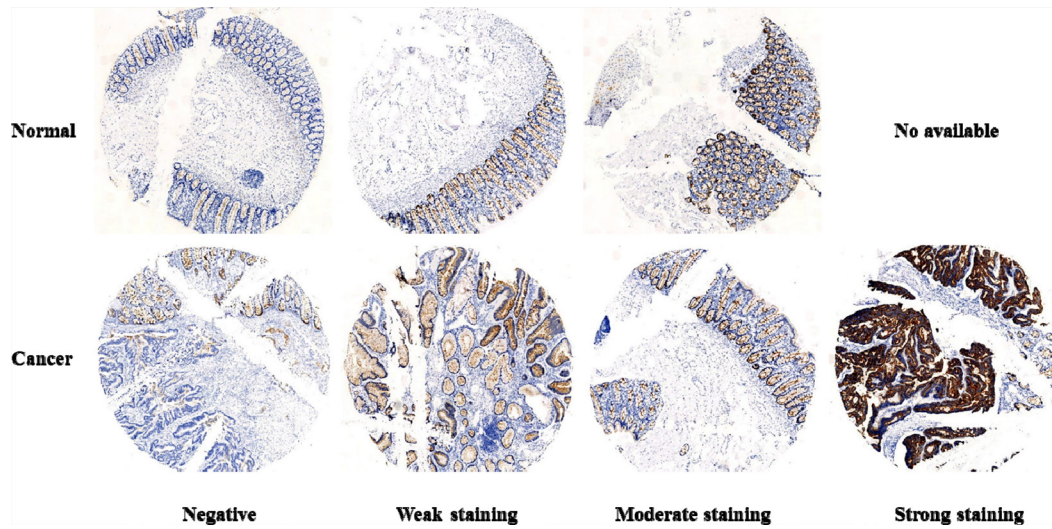 Normal
No available
Cancer
Negative
Weak staining
Moderate staining
Strong staining